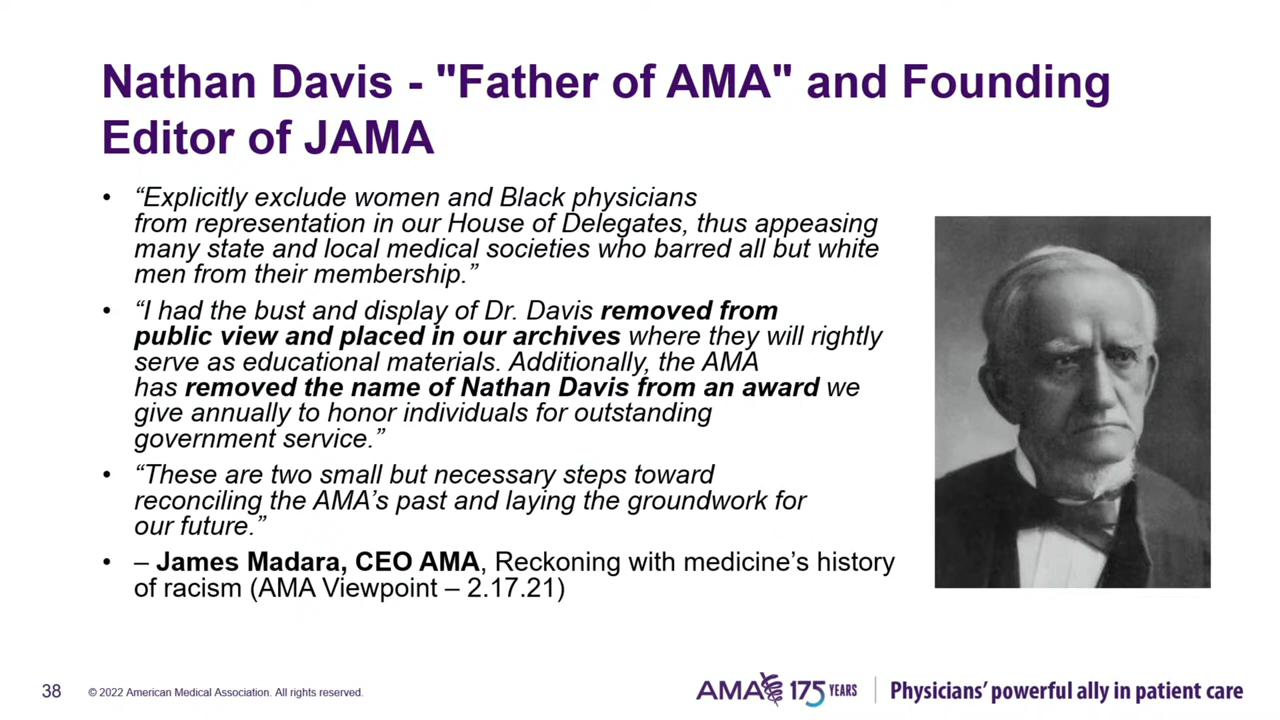 Nathan Davis - "Father of AMA" and Founding
Editor of JAMA
• “Explicitly exclude women and Black physicians
from representation in our House of Delegates, thus appeasing
many state and local medical societies who barred all but white
men from their membership.”
• “I had the bust and display of Dr. Davis removed from
public view and placed in our archives where they will rightly
serve as educational materials. Additionally, the AMA
has removed the name of Nathan Davis from an award we
give annually to honor individuals for outstanding
government service.”
• “These are two small but necessary steps toward
reconciling the AMA’s past and laying the groundwork for
our future.”
• – James Madara, CEO AMA, Reckoning with medicine’s history
of racism (AMA Viewpoint – 2.17.21)
38 © 2022 American Medical Association. All rights reserved.
AMA 175 YEARS Physicians’ powerful ally in patient care